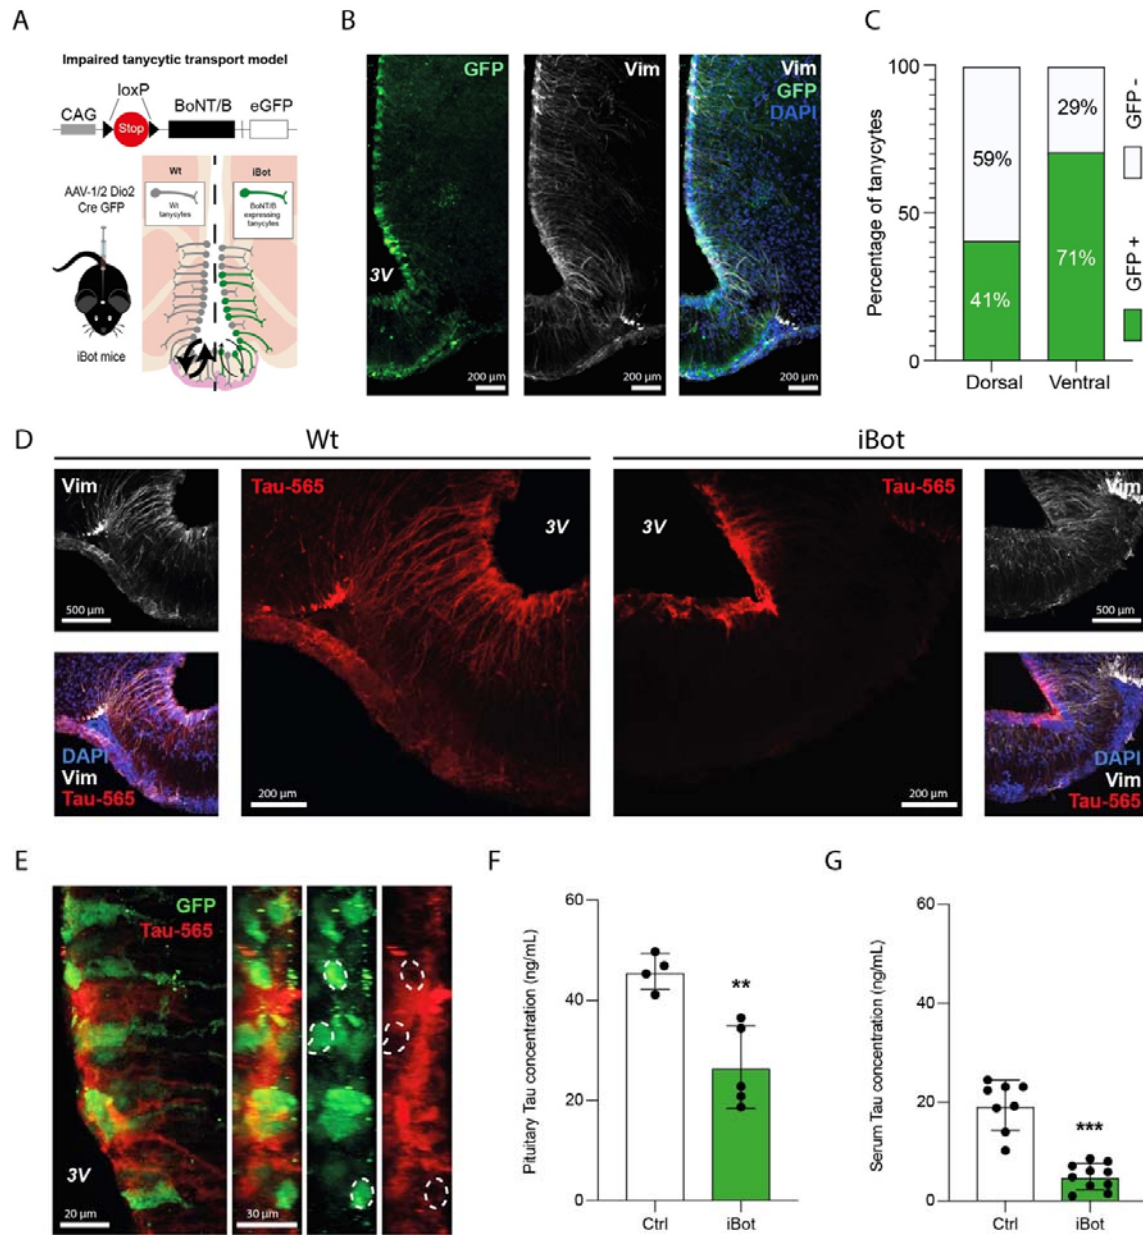 A
Impaired tanycytic transport model
loxP
CAG
Stop
BoNT/B
eGFP
Wt
iBot
Wt
tanycytes
BoNT/B
expressing
tanycytes
AAV-1/2 Dio2
Cre GFP
iBot mice
B
GFP
3V
200 µm
Vim
200 µm
Vim
GFP
DAPI
200 µm
C
Percentage of tanycytes
100
50
0
59%
41%
29%
71%
Dorsal
Ventral
GFP -
GFP +
D
Wt
iBot
Vim
500 µm
DAPI
Vim
Tau-565
Tau-565
3V
200 µm
Tau-565
3V
200 µm
Vim
500 µm
DAPI
Vim
Tau-565
E
GFP
Tau-565
3V
20 µm
30 µm
F
Pituitary Tau concentration (ng/mL)
60
40
20
0
**
Ctrl
iBot
G
Serum Tau concentration (ng/mL)
60
40
20
0
***
Ctrl
iBot